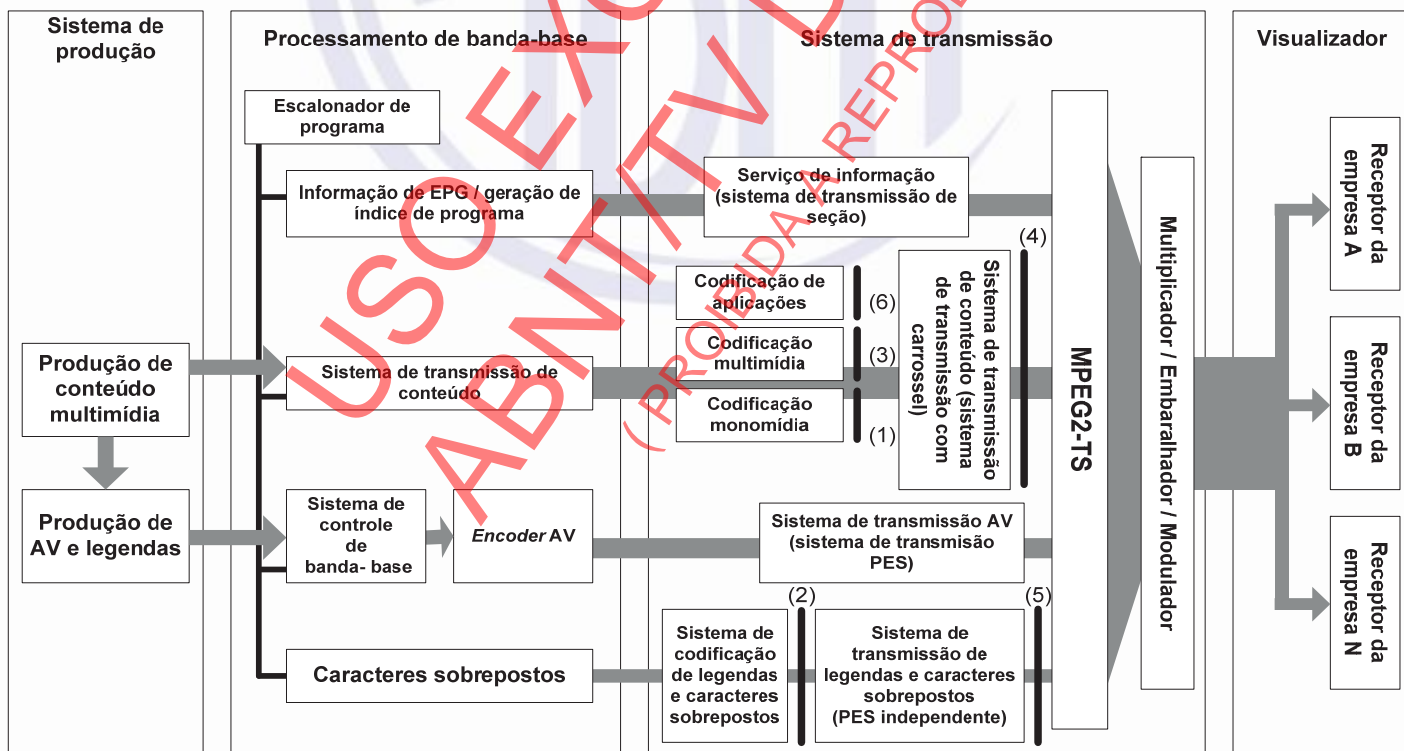 Sistema de
produção
Processamento de banda-base
Sistema de transmissão
Visualizador
Escalonador de
programa
Informação de EPG / geração de
índice de programa
Serviço de informação
(sistema de transmissão de
seção)
Produção de
conteúdo
multimídia
Sistema de transmissão de
conteúdo
Codificação de
aplicações
(6)
Codificação
multimídia
(3)
Codificação
monomídia
(1)
Sistema de transmissão
de conteúdo (sistema
de transmissão com
carrossel)
(4)
Produção de
AV e legendas
Sistema de
controle
de
banda- base
Encoder AV
Sistema de transmissão AV
(sistema de transmisão
PES)
Caracteres sobrepostos
Sistema de
codificação
de legendas
e caracteres
sobrepostos
(2)
Sistema de
transmissão de
legendas e caracteres
sobrepostos
(PES independente)
(5)
MPEG2-TS
Multiplicador / Embaralhador / Modulador
Receptor da
empresa A
Receptor da
empresa B
Receptor da
empresa N
USO EXC
ABNT/TV D
( PROIBIDA A REPROD